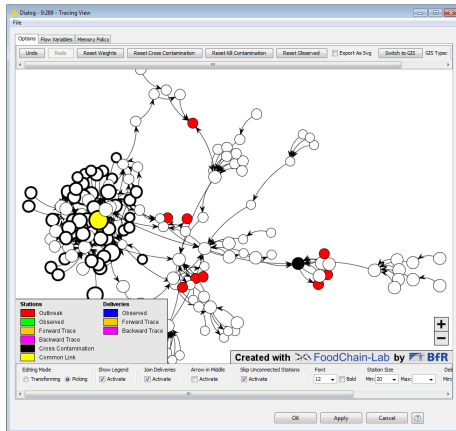 Dialog - 0:289 - Tracing View
File
Options Flow Variables Memory Policy
Undo Redo Reset Weights Reset Cross Contamination Reset Kill Contamination Reset Observed Export As Svg Switch to GIS GIS Type:
Stations Deliveries
Outbreak Observed
Observed Forward Trace
Forward Trace Backward Trace
Backward Trace
Cross Contamination
Common Link
+
−
Created with FoodChain-Lab by BfR
Editing Mode Show Legend Join Deliveries Arrow in Middle Skip Unconnected Stations Font Station Size Deli
Transforming Picking Activate Activate Activate Activate 12 Bold Min: 20 Max: Min:
OK Apply Cancel ?